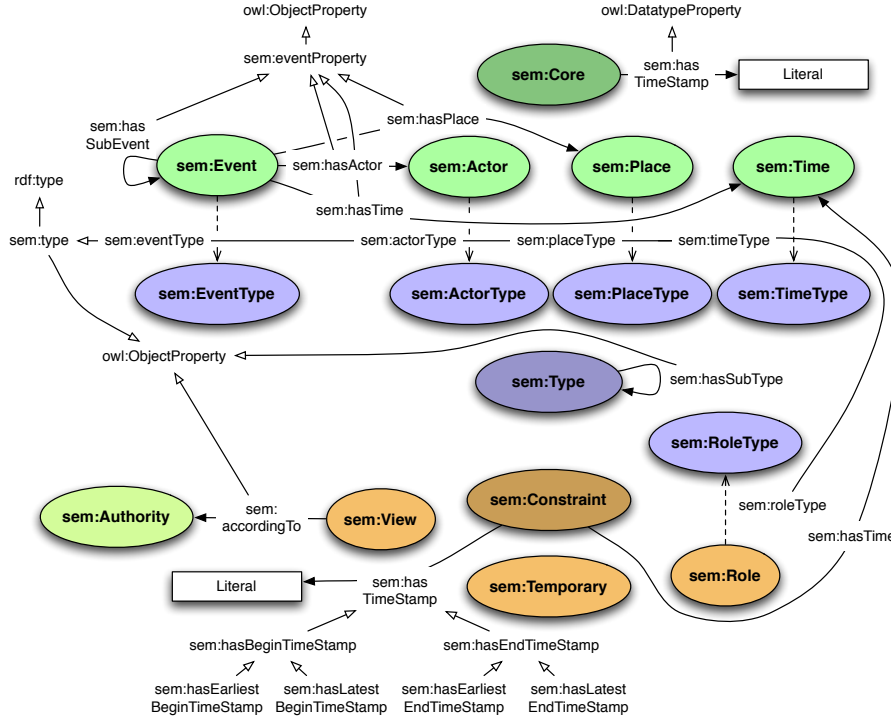 owl:ObjectProperty
owl:DatatypeProperty
sem:eventProperty
sem:Core
sem:has
TimeStamp
Literal
sem:has
SubEvent
sem:hasPlace
sem:Event
sem:hasActor
sem:Actor
sem:Place
sem:Time
rdf:type
sem:hasTime
sem:type
sem:eventType
sem:actorType
sem:placeType
sem:timeType
sem:EventType
sem:ActorType
sem:PlaceType
sem:TimeType
owl:ObjectProperty
sem:Type
sem:hasSubType
sem:RoleType
sem:Authority
sem:
accordingTo
sem:View
sem:Constraint
sem:roleType
sem:hasTime
Literal
sem:has
TimeStamp
sem:Temporary
sem:Role
sem:hasBeginTimeStamp
sem:hasEndTimeStamp
sem:hasEarliest
BeginTimeStamp
sem:hasLatest
BeginTimeStamp
sem:hasEarliest
EndTimeStamp
sem:hasLatest
EndTimeStamp